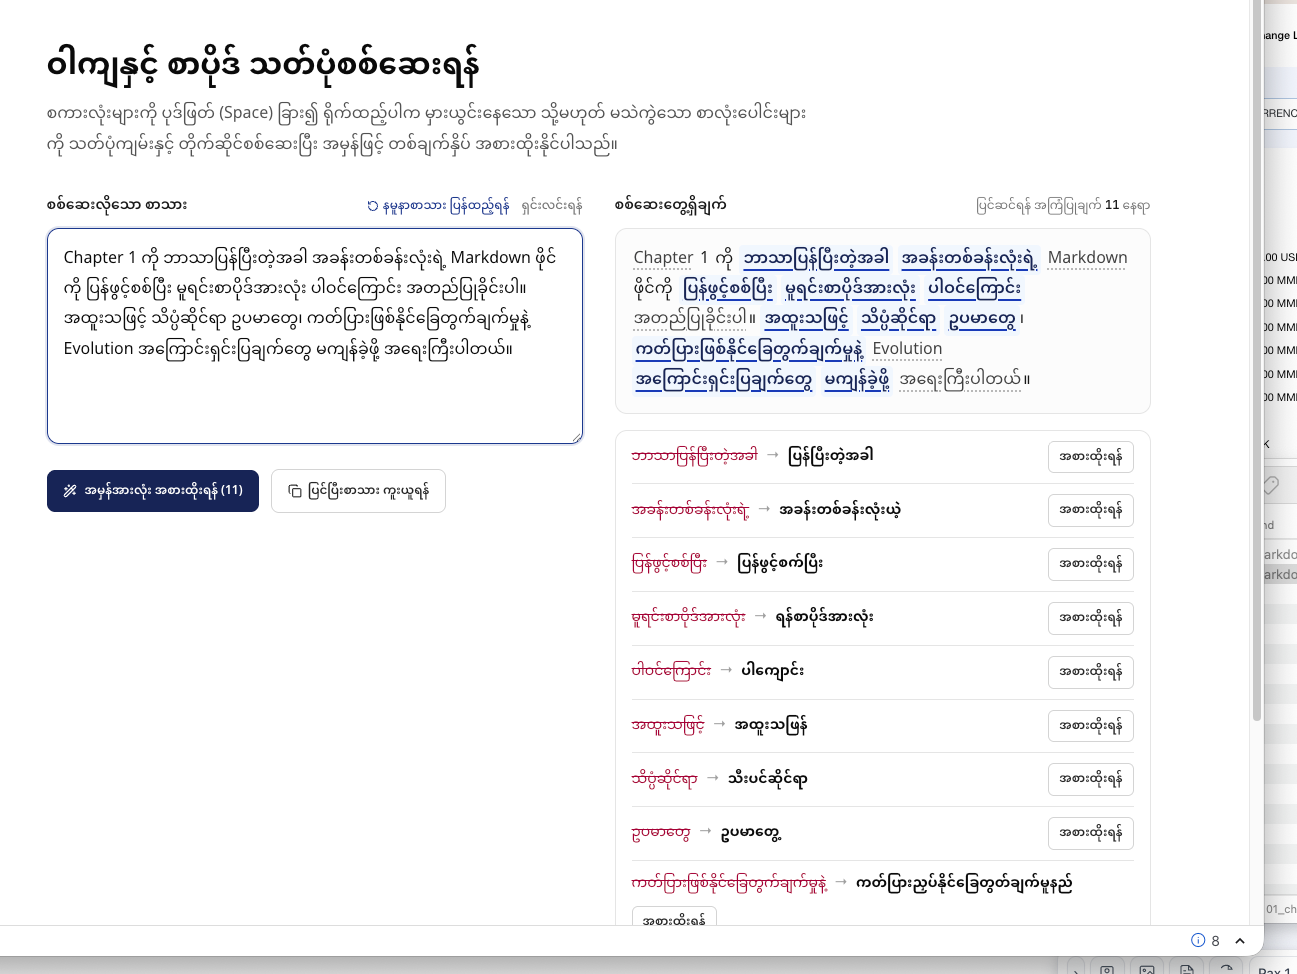 ဝါကျနှင့် စာပိုဒ် သတ်ပုံစစ်ဆေးရန်
စကားလုံးများကို ပုဒ်ဖြတ် (Space) ခြား၍ ရိုက်ထည့်ပါက မှားယွင်းနေသော သို့မဟုတ် မသဲကွဲသော စာလုံးပေါင်းများ
ကို သတ်ပုံကျမ်းနှင့် တိုက်ဆိုင်စစ်ဆေးပြီး အမှန်ဖြင့် တစ်ချက်နှိပ် အစားထိုးနိုင်ပါသည်။
စစ်ဆေးလိုသော စာသား
နမူနာစာသား ပြန်ထည့်ရန် ရှင်းလင်းရန်
Chapter 1 ကို ဘာသာပြန်ပြီးတဲ့အခါ အခန်းတစ်ခန်းလုံးရဲ့ Markdown ဖိုင်
ကို ပြန်ဖွင့်စစ်ပြီး မူရင်းစာပိုဒ်အားလုံး ပါဝင်ကြောင်း အတည်ပြုခိုင်းပါ။
အထူးသဖြင့် သိပ္ပံဆိုင်ရာ ဥပမာတွေ၊ ကတ်ပြားဖြစ်နိုင်ခြေတွက်ချက်မှုနဲ့
Evolution အကြောင်းရှင်းပြချက်တွေ မကျန်ခဲ့ဖို့ အရေးကြီးပါတယ်။
အမှန်အားလုံး အစားထိုးရန် (11)
ပြင်ပြီးစာသား ကူးယူရန်
စစ်ဆေးတွေ့ရှိချက်
ပြင်ဆင်ရန် အကြံပြုချက် 11 နေရာ
Chapter 1 ကို ဘာသာပြန်ပြီးတဲ့အခါ အခန်းတစ်ခန်းလုံးရဲ့ Markdown
ဖိုင်ကို ပြန်ဖွင့်စစ်ပြီး မူရင်းစာပိုဒ်အားလုံး ပါဝင်ကြောင်း
အတည်ပြုခိုင်းပါ။ အထူးသဖြင့် သိပ္ပံဆိုင်ရာ ဥပမာတွေ ၊
ကတ်ပြားဖြစ်နိုင်ခြေတွက်ချက်မှုနဲ့ Evolution
အကြောင်းရှင်းပြချက်တွေ မကျန်ခဲ့ဖို့ အရေးကြီးပါတယ်။
ဘာသာပြန်ပြီးတဲ့အခါ → ပြန်ပြီးတဲ့အခါ အစားထိုးရန်
အခန်းတစ်ခန်းလုံးရဲ့ → အခန်းတစ်ခန်းလုံးယဲ့ အစားထိုးရန်
ပြန်ဖွင့်စစ်ပြီး → ပြန်ဖွင့်စက်ပြီး အစားထိုးရန်
မူရင်းစာပိုဒ်အားလုံး → ရန်စာပိုဒ်အားလုံး အစားထိုးရန်
ပါဝင်ကြောင်း → ပါကျောင်း အစားထိုးရန်
အထူးသဖြင့် → အထူးသဖြန် အစားထိုးရန်
သိပ္ပံဆိုင်ရာ → သီးပင်ဆိုင်ရာ အစားထိုးရန်
ဥပမာတွေ → ဥပမာတွေ့ အစားထိုးရန်
ကတ်ပြားဖြစ်နိုင်ခြေတွက်ချက်မှုနဲ့ → ကတ်ပြားညှပ်နိုင်ခြေတွတ်ချက်မူနည်
အစားထိုးရန်
8
ange L
RRENC
.00 USD
00 MM
00 MM
00 MM
00 MM
00 MM
00 MM
K
nd
arkdo
arkdo
01_ch